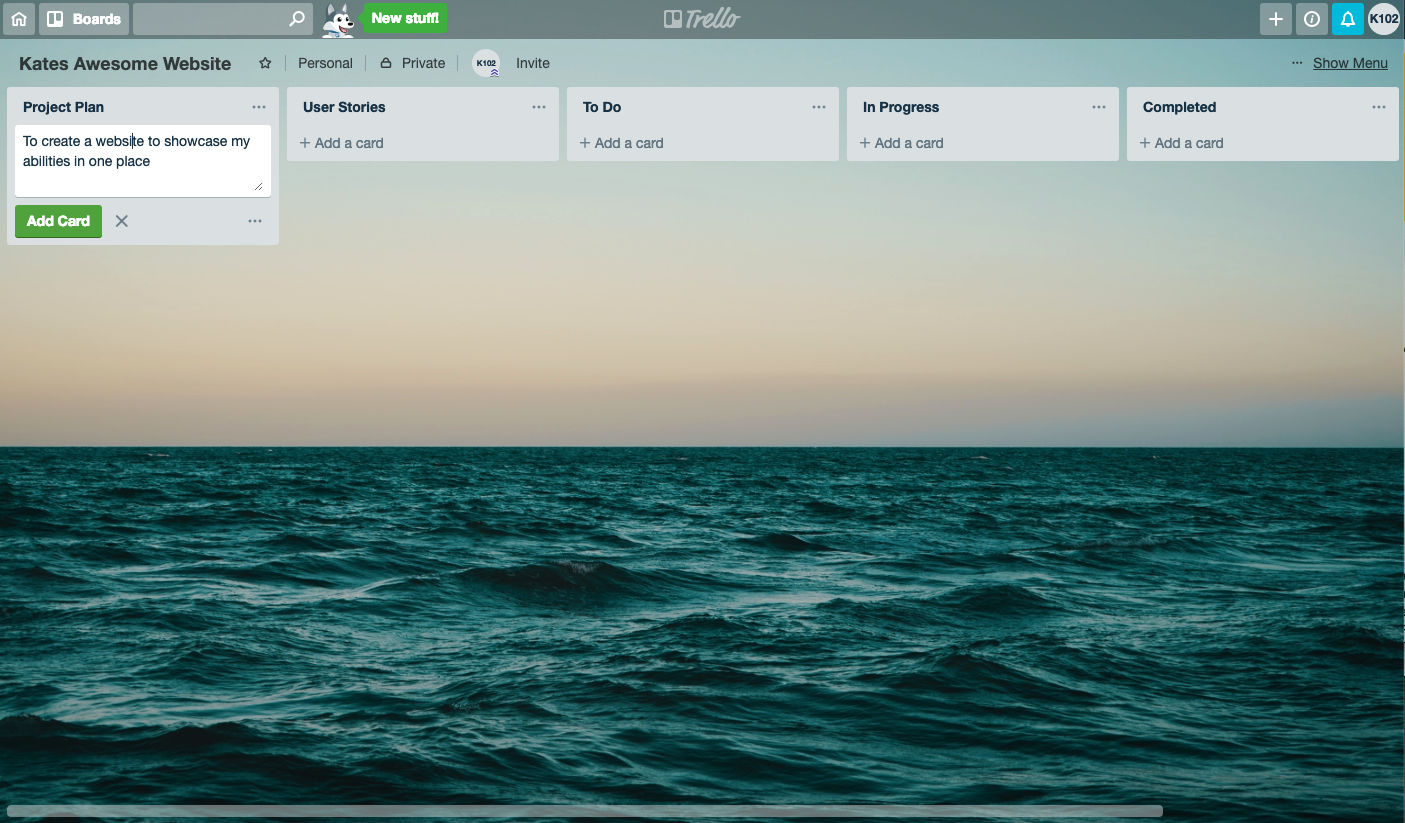 Boards
New stuff!
Trello
K102
Kates Awesome Website
Personal
Private
K102
Invite
... Show Menu
Project Plan ...
To create a website to showcase my
abilities in one place
Add Card ...
User Stories ...
+ Add a card
To Do ...
+ Add a card
In Progress ...
+ Add a card
Completed ...
+ Add a card